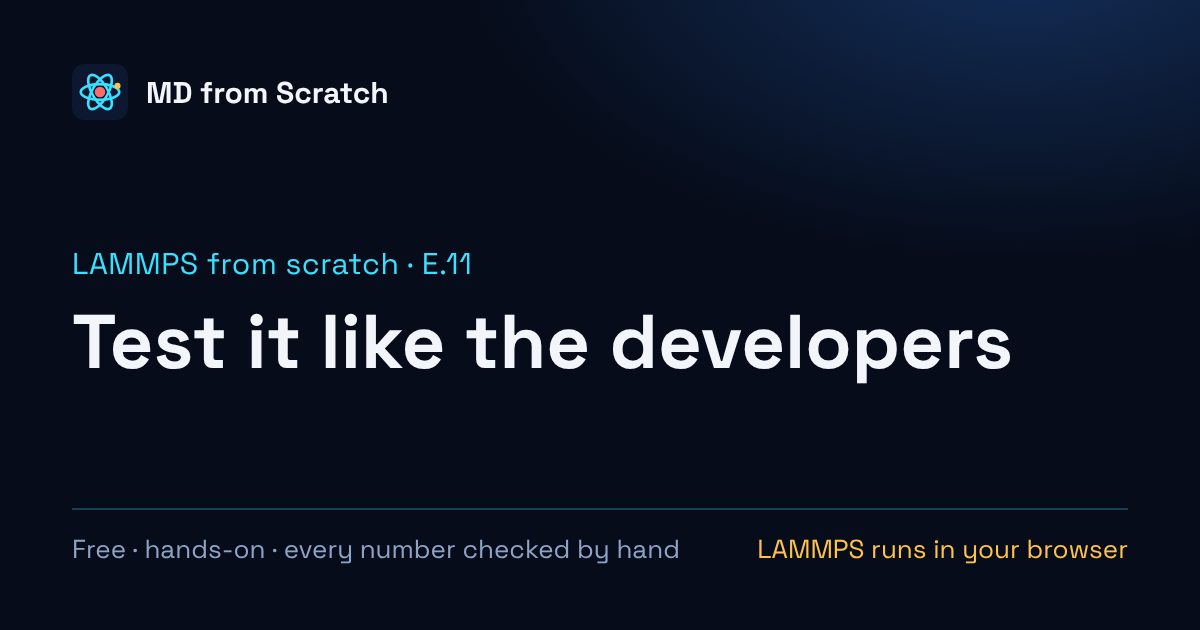 MD from Scratch
LAMMPS from scratch · E.11
Test it like the developers
Free · hands-on · every number checked by hand
LAMMPS runs in your browser